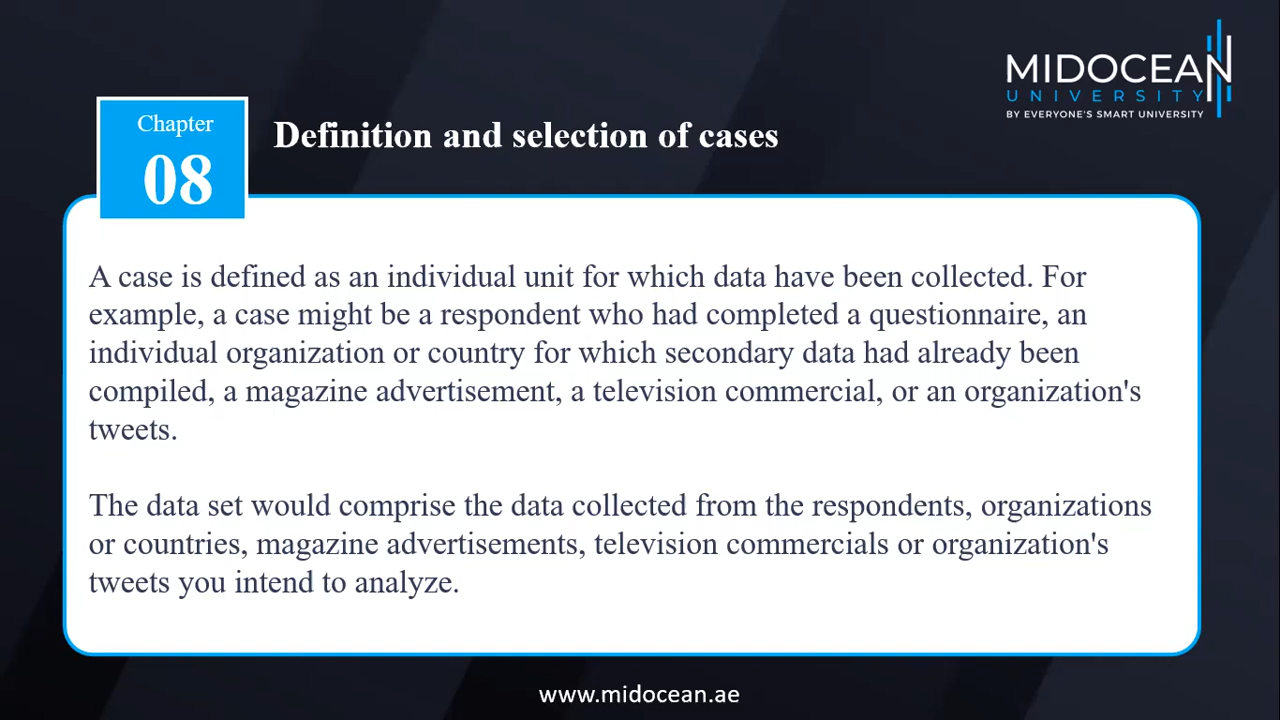 MIDOCEAN
UNIVERSITY
BY EVERYONE'S SMART UNIVERSITY
Chapter
08
Definition and selection of cases
A case is defined as an individual unit for which data have been collected. For
example, a case might be a respondent who had completed a questionnaire, an
individual organization or country for which secondary data had already been
compiled, a magazine advertisement, a television commercial, or an organization's
tweets.
The data set would comprise the data collected from the respondents, organizations
or countries, magazine advertisements, television commercials or organization's
tweets you intend to analyze.
www.midocean.ae